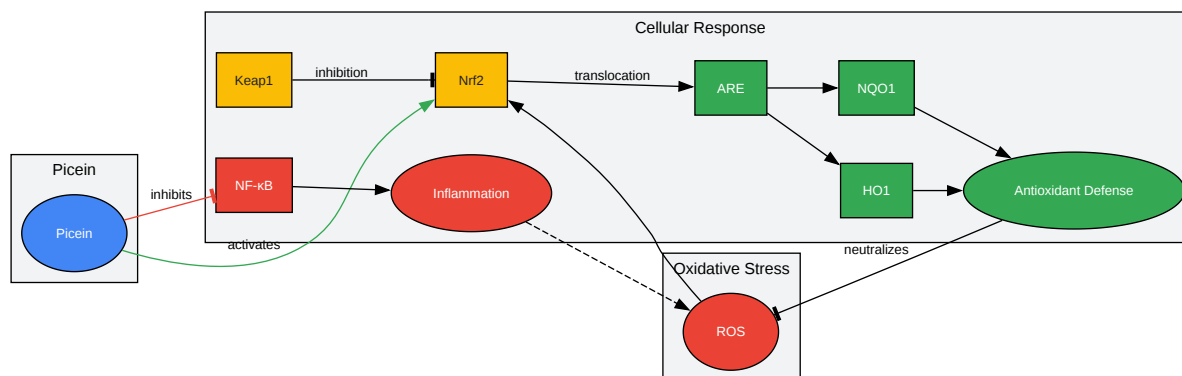 Cellular Response
Keap1
inhibition
Nrf2
translocation
ARE
NQO1
Picein
Picein
inhibits
NF-κB
Inflammation
HO1
Antioxidant Defense
activates
neutralizes
Oxidative Stress
ROS